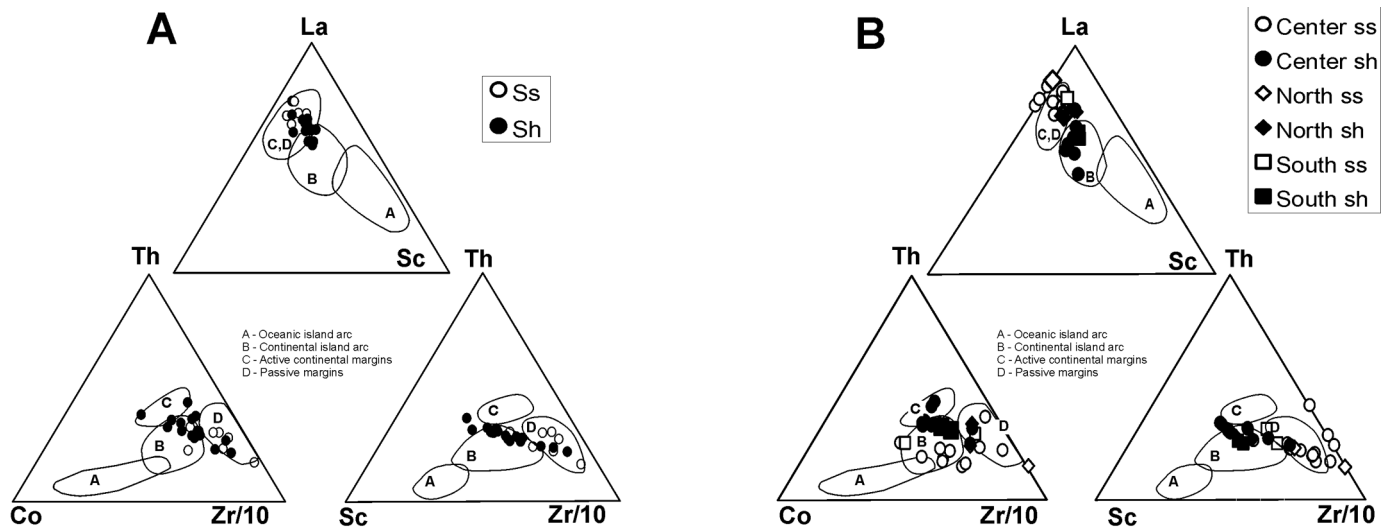 A
La
Ss
Sh
C,D
B
A
Sc
Th
Th
A - Oceanic island arc
B - Continental island arc
C - Active continental margins
D - Passive margins
C
D
B
A
C
D
B
A
Co
Zr/10
Sc
Zr/10
B
La
Center ss
Center sh
North ss
North sh
South ss
South sh
C,D
B
A
Sc
Th
Th
A - Oceanic island arc
B - Continental island arc
C - Active continental margins
D - Passive margins
C
D
B
A
C
D
B
A
Co
Zr/10
Sc
Zr/10